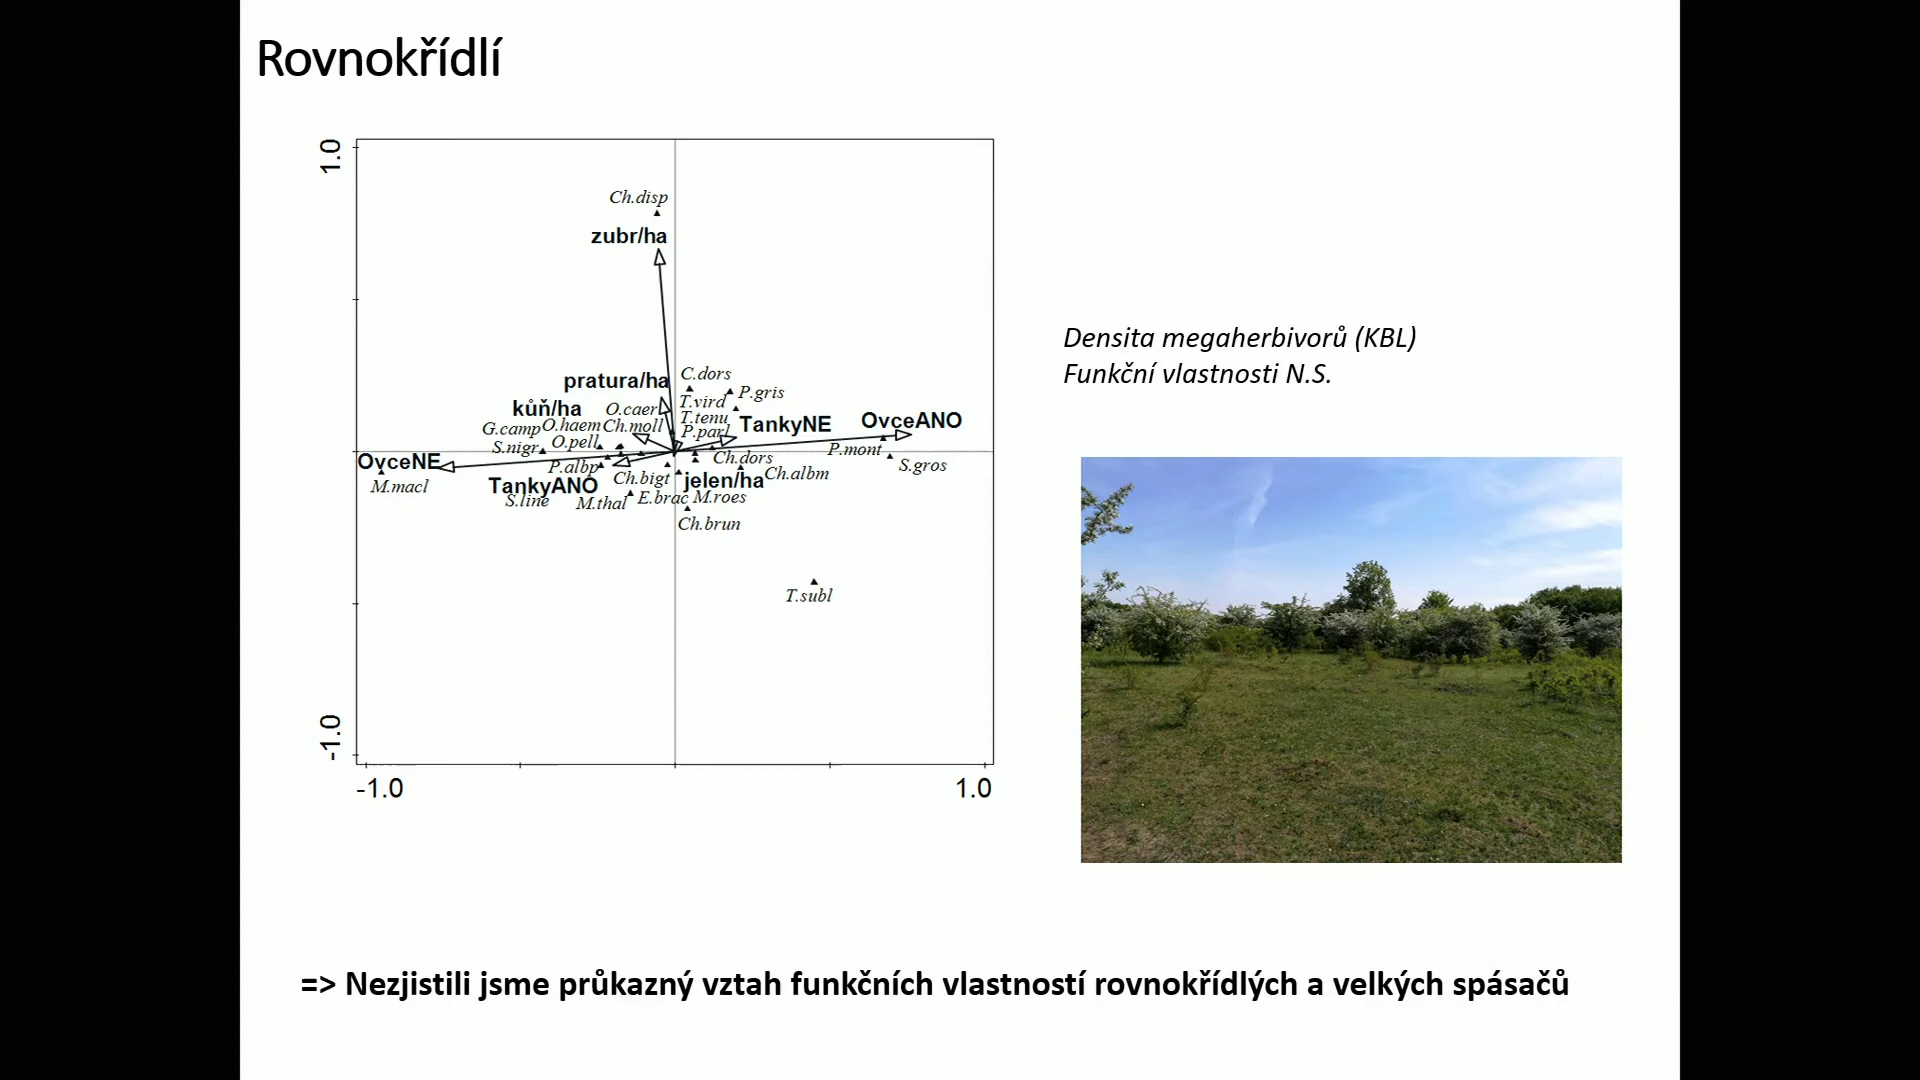 Rovnokřídlí
1.0
Ch.disp
zubr/ha
C.dors
pratura/ha
P.gris
kůň/ha
O.caer
T.vird
T.tenu
G.camp
O.haem
Ch.moll
P.parl
TankyNE
OvceANO
S.nigr
O.pell
P.mont
OvceNE
P.albp
Ch.dors
S.gros
M.macl
TankyANO
Ch.bigt
jelen/ha
Ch.albm
S.line
M.thal
E.brac
M.roes
Ch.brun
T.subl
-1.0
-1.0
1.0
Densita megaherbivorů (KBL)
Funkční vlastnosti N.S.
=> Nezjistili jsme průkazný vztah funkčních vlastností rovnokřídlých a velkých spásačů